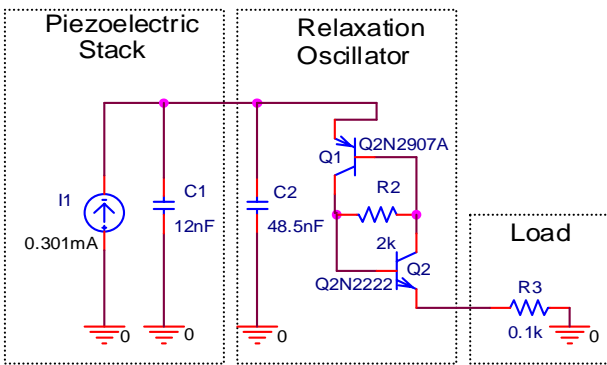 Piezoelectric
Stack
Relaxation
Oscillator
I1
0.301mA
C1
12nF
0
0
C2
48.5nF
0
Q1
Q2N2907A
R2
2k
Q2
Q2N2222
Load
R3
0.1k
0